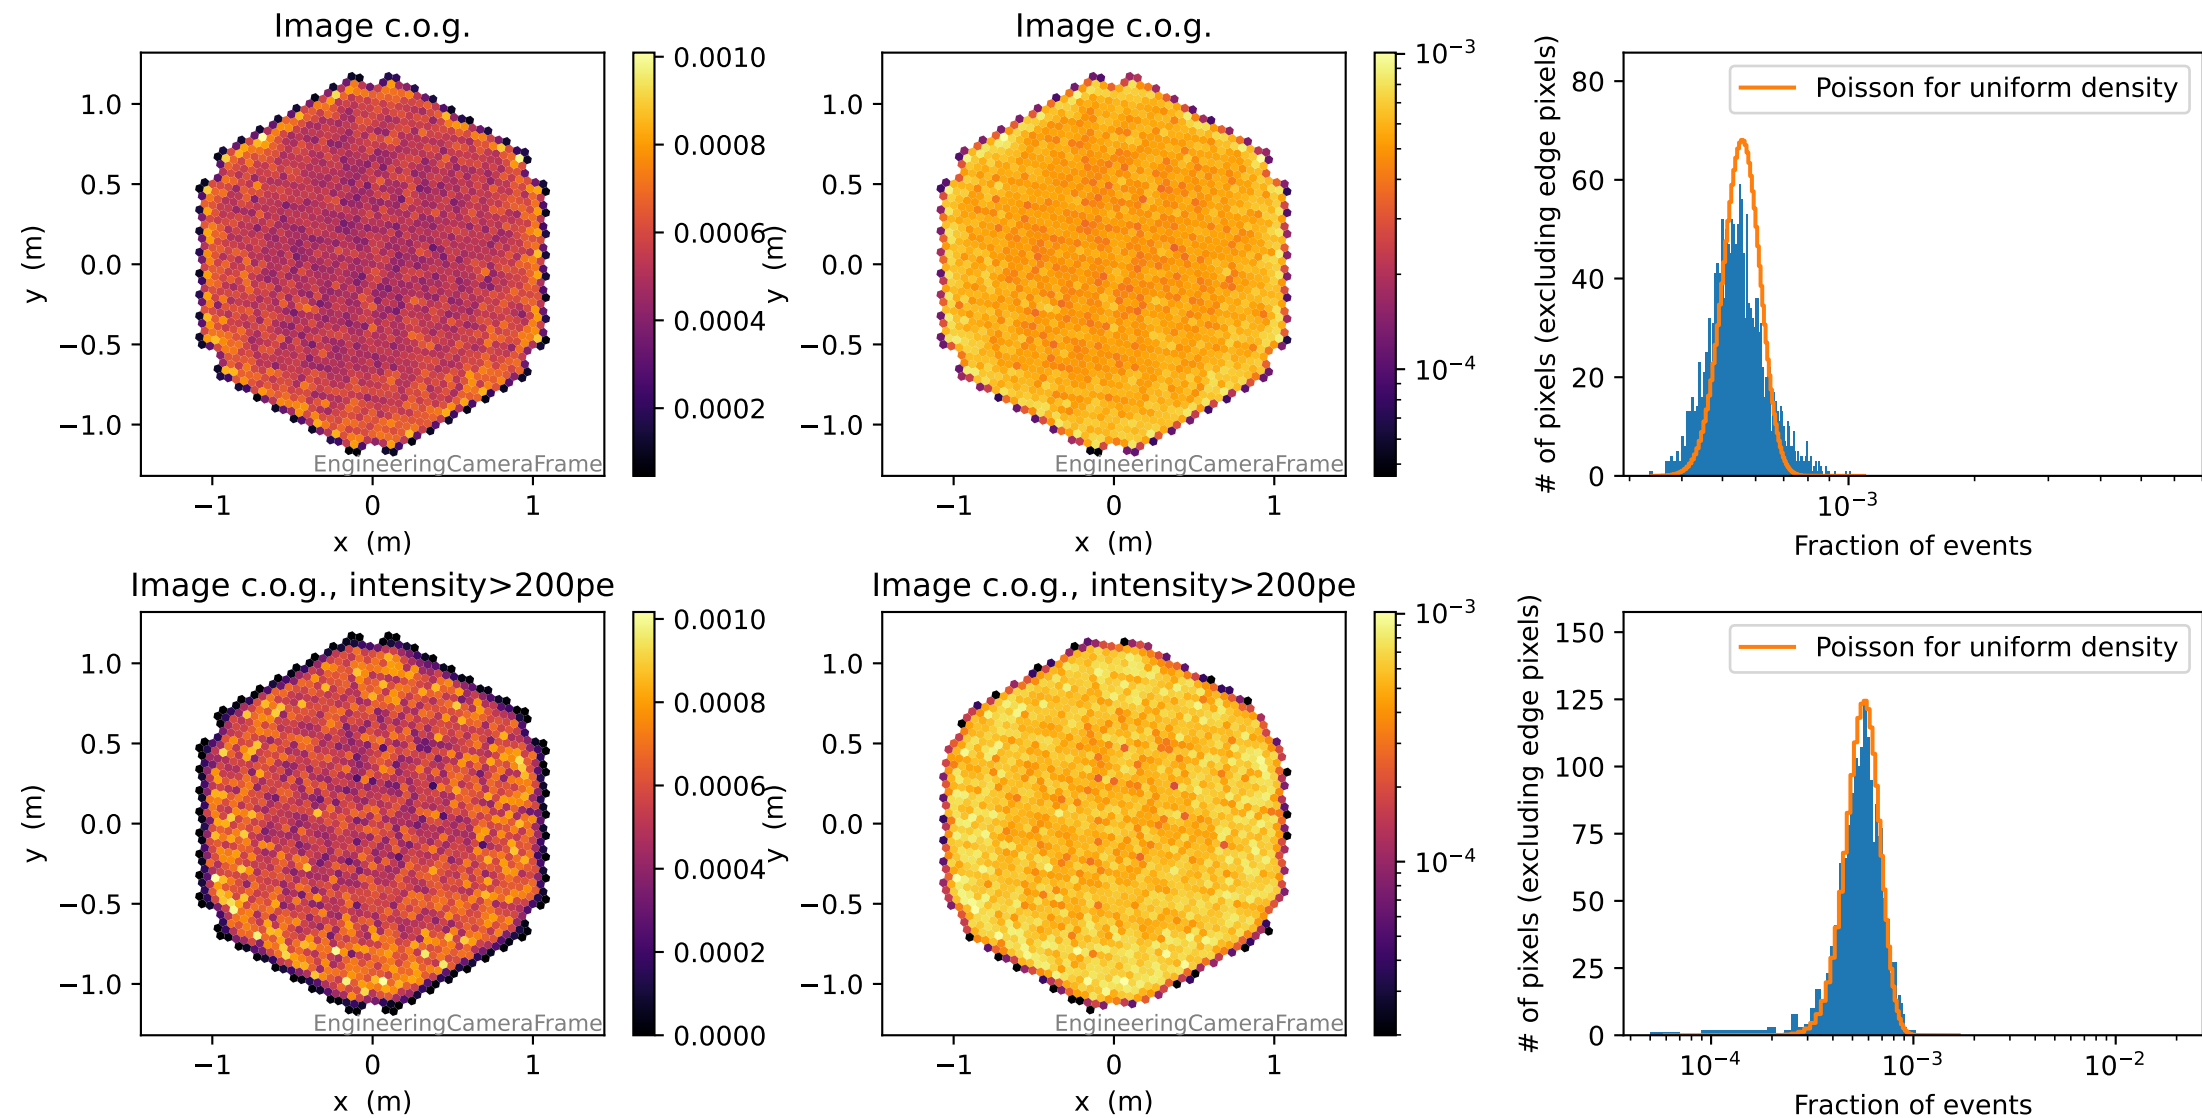 Image c.o.g.
1.0
0.5
0.0
−0.5
−1.0
y (m)
−1
0
1
x (m)
EngineeringCameraFrame
0.0010
0.0008
0.0006
0.0004
0.0002
Image c.o.g.
1.0
0.5
0.0
−0.5
−1.0
y (m)
−1
0
1
x (m)
EngineeringCameraFrame
10⁻³
10⁻⁴
# of pixels (excluding edge pixels)
80
60
40
20
0
Poisson for uniform density
10⁻³
Fraction of events
Image c.o.g., intensity>200pe
1.0
0.5
0.0
−0.5
−1.0
y (m)
−1
0
1
x (m)
EngineeringCameraFrame
0.0010
0.0008
0.0006
0.0004
0.0002
0.0000
Image c.o.g., intensity>200pe
1.0
0.5
0.0
−0.5
−1.0
y (m)
−1
0
1
x (m)
EngineeringCameraFrame
10⁻³
10⁻⁴
# of pixels (excluding edge pixels)
150
125
100
75
50
25
0
Poisson for uniform density
10⁻⁴
10⁻³
10⁻²
Fraction of events